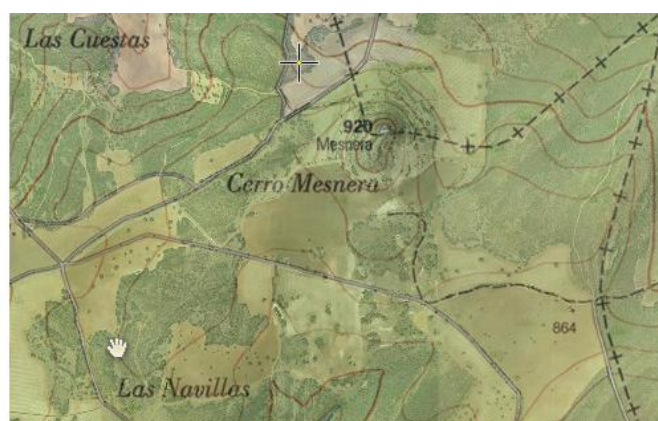 Las Cuestas
920
Mesnera
Cerro Mesnera
864
Las Navillas